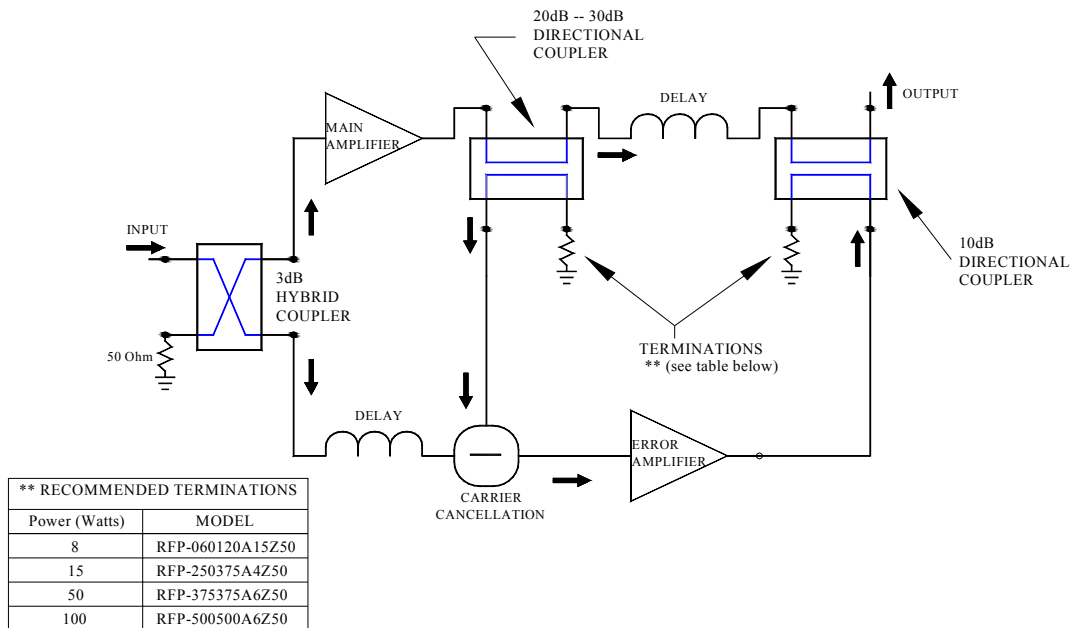 20dB -- 30dB
DIRECTIONAL
COUPLER
DELAY
OUTPUT
MAIN
AMPLIFIER
INPUT
3dB
HYBRID
COUPLER
10dB
DIRECTIONAL
COUPLER
50 Ohm
TERMINATIONS
** (see table below)
DELAY
ERROR
AMPLIFIER
CARRIER
CANCELLATION
** RECOMMENDED TERMINATIONS
Power (Watts) MODEL
8 RFP-060120A15Z50
15 RFP-250375A4Z50
50 RFP-375375A6Z50
100 RFP-500500A6Z50